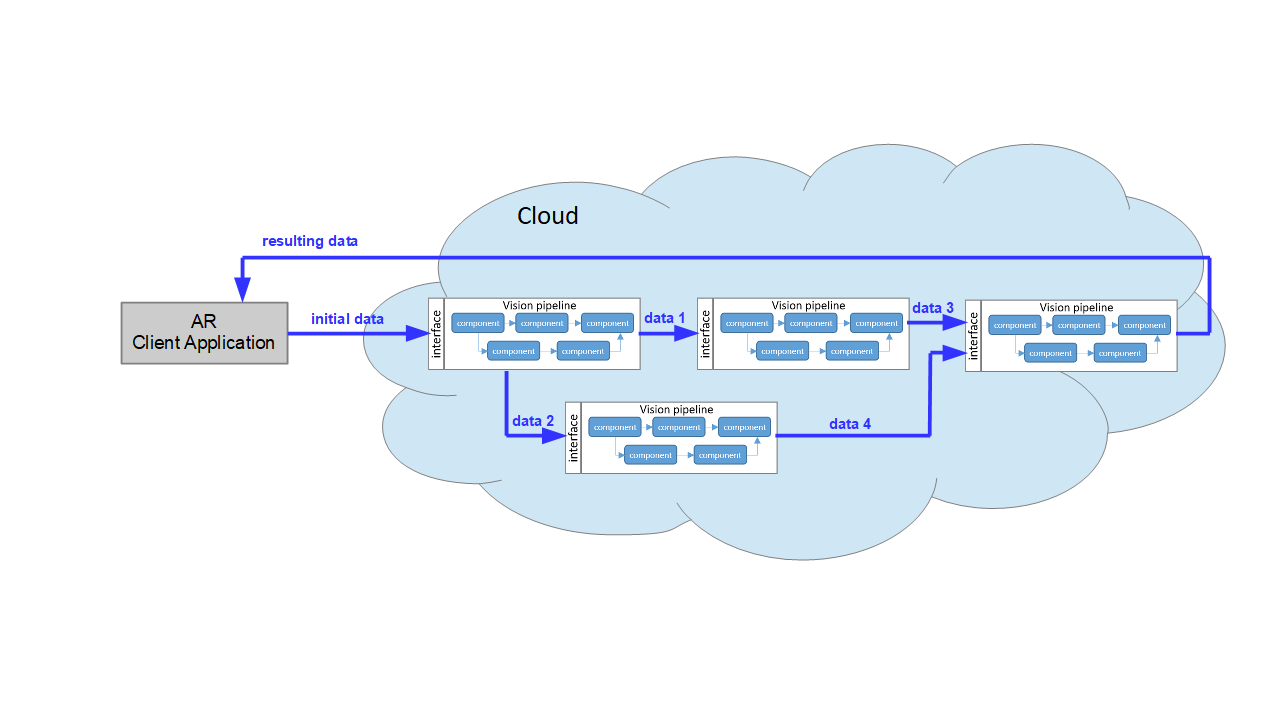 Cloud
resulting data
AR
Client Application
initial data
interface
Vision pipeline
component
component
component
component
component
data 1
interface
Vision pipeline
component
component
component
component
component
data 3
interface
Vision pipeline
component
component
component
component
component
data 2
interface
Vision pipeline
component
component
component
component
component
data 4